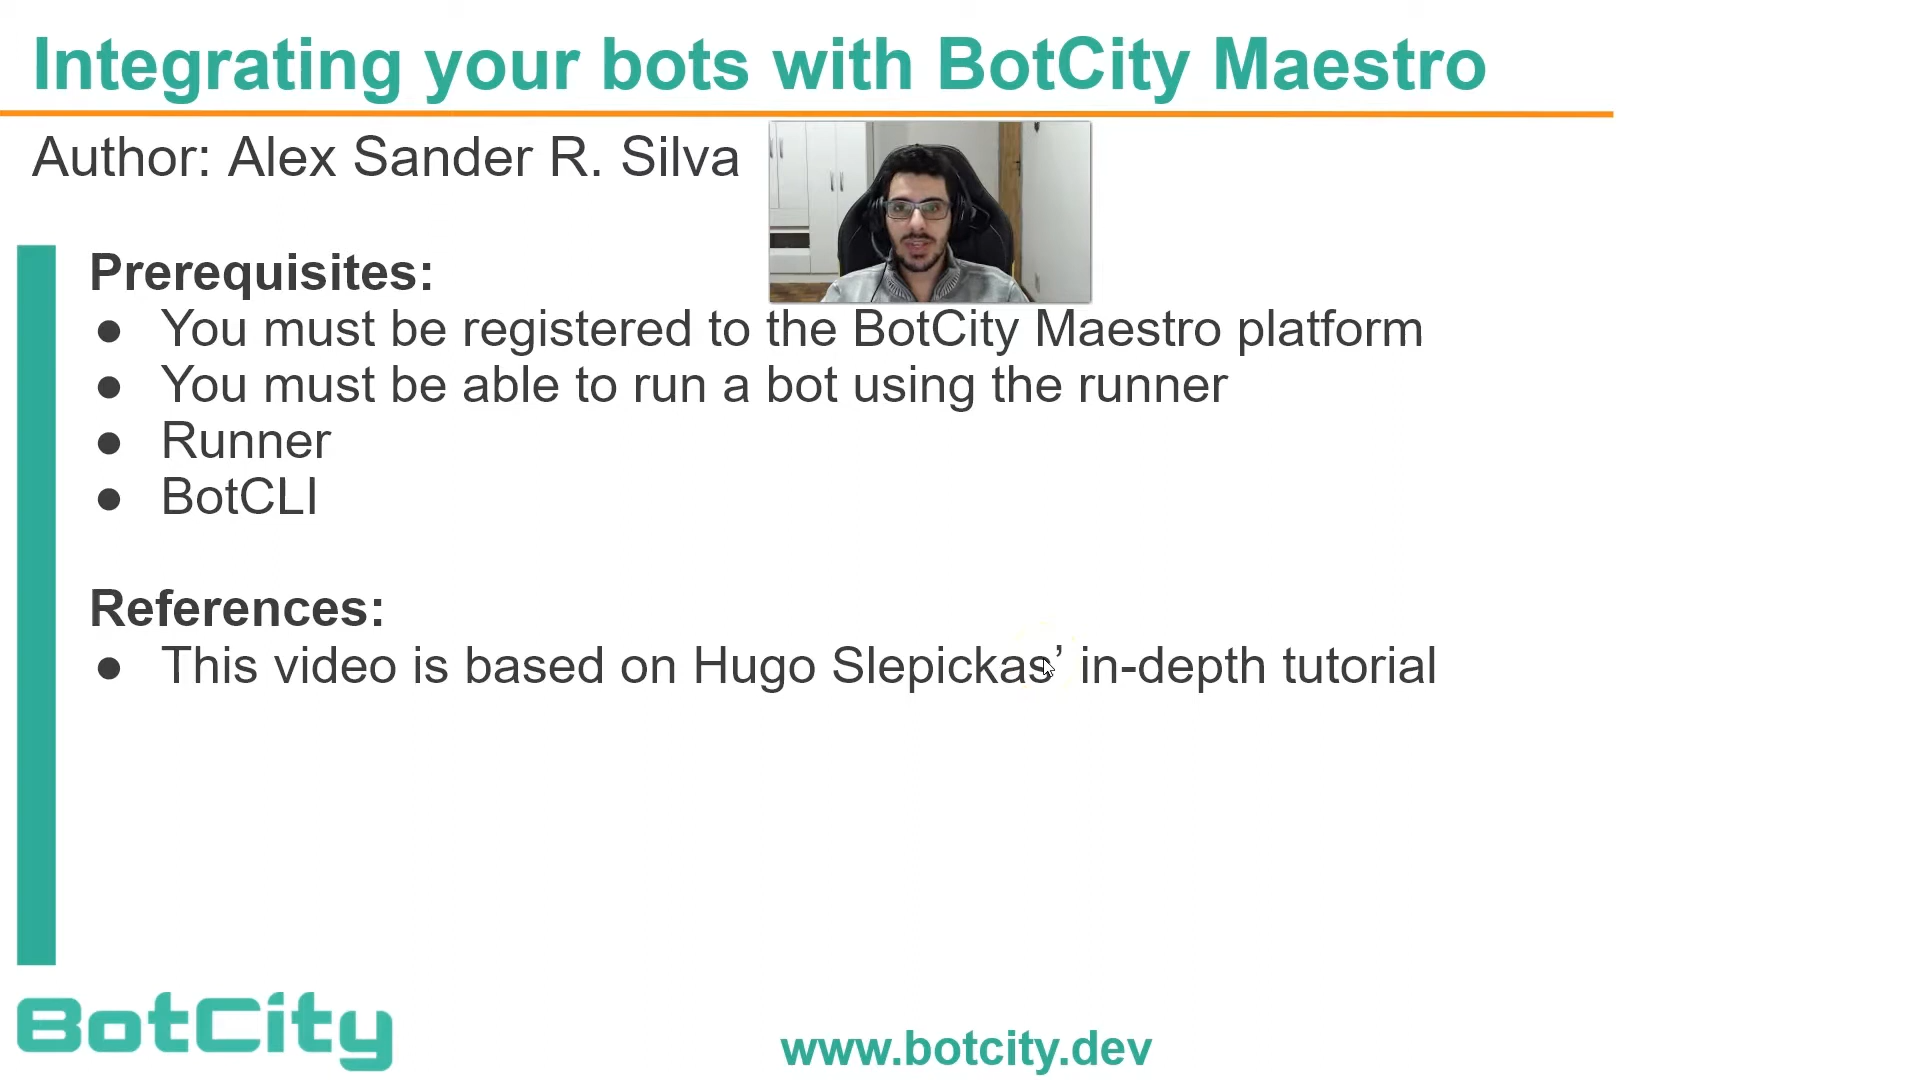 Integrating your bots with BotCity Maestro
Author: Alex Sander R. Silva
Prerequisites:
● You must be registered to the BotCity Maestro platform
● You must be able to run a bot using the runner
● Runner
● BotCLI
References:
● This video is based on Hugo Slepickas’ in-depth tutorial
BotCity
www.botcity.dev